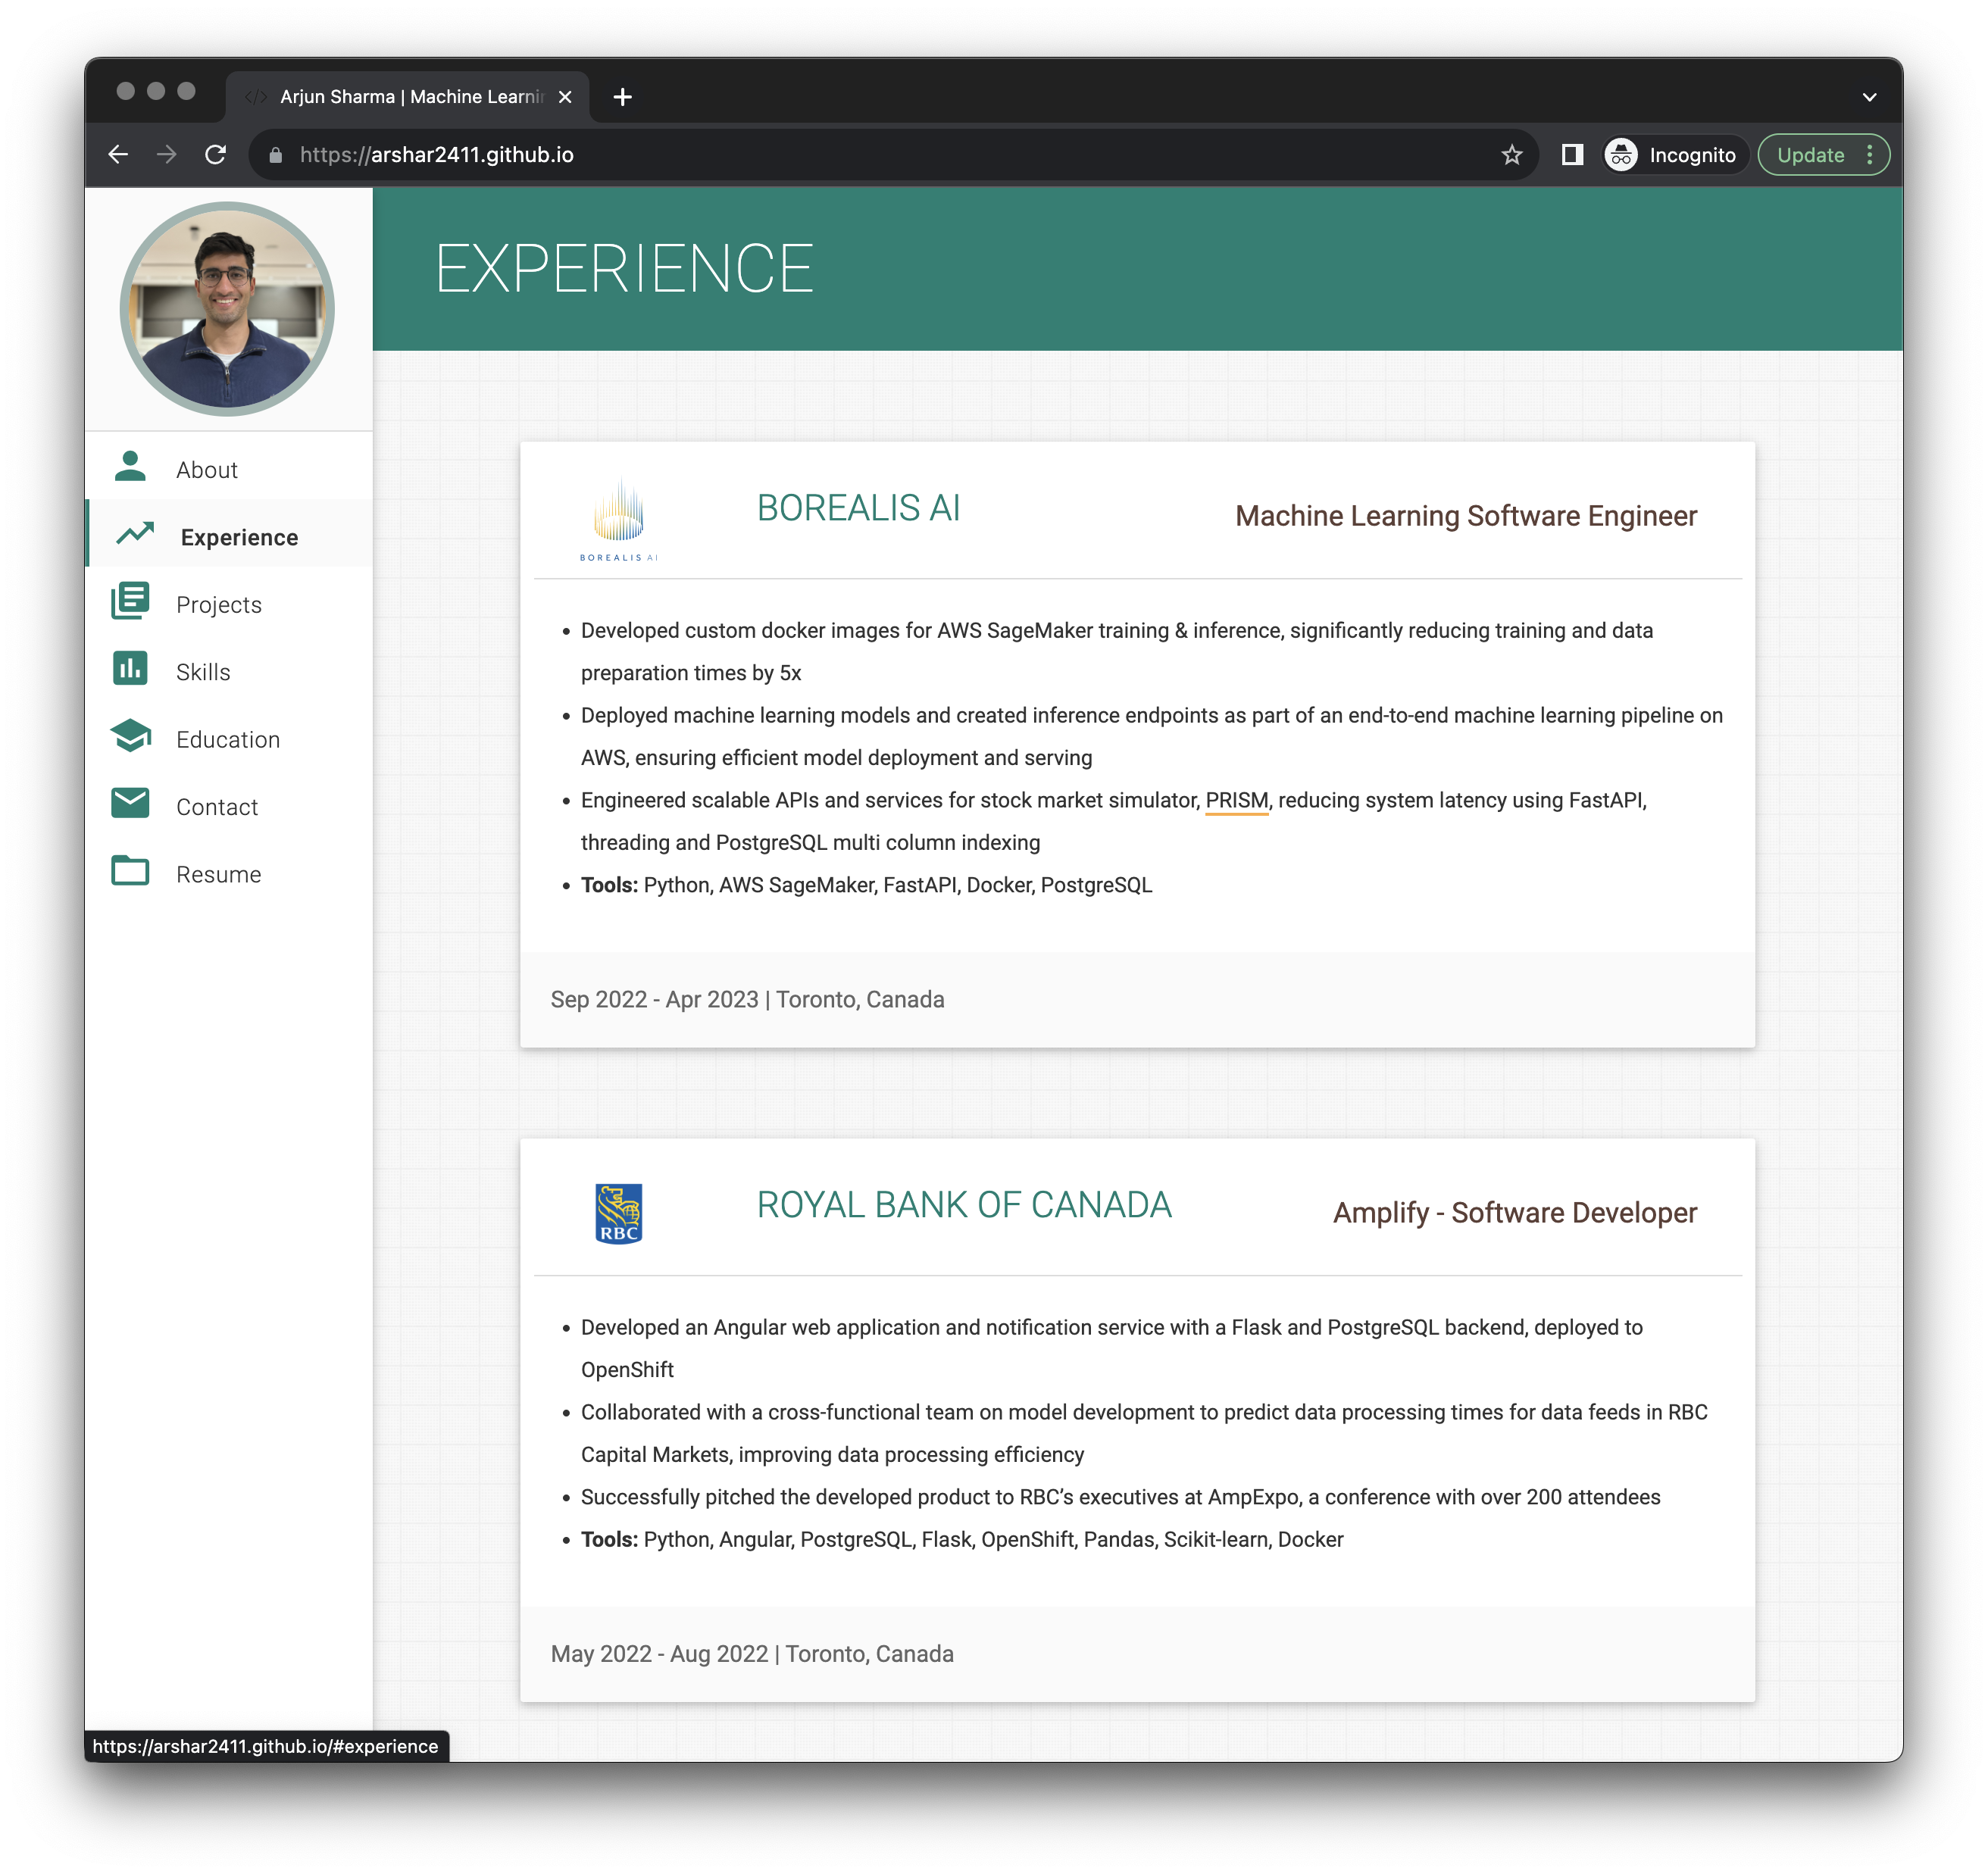 Arjun Sharma | Machine Learni
https://arshar2411.github.io
Incognito
Update
EXPERIENCE
About
Experience
Projects
Skills
Education
Contact
Resume
BOREALIS AI
BOREALIS AI
Machine Learning Software Engineer
• Developed custom docker images for AWS SageMaker training & inference, significantly reducing training and data
preparation times by 5x
• Deployed machine learning models and created inference endpoints as part of an end-to-end machine learning pipeline on
AWS, ensuring efficient model deployment and serving
• Engineered scalable APIs and services for stock market simulator, PRISM, reducing system latency using FastAPI,
threading and PostgreSQL multi column indexing
• Tools: Python, AWS SageMaker, FastAPI, Docker, PostgreSQL
Sep 2022 - Apr 2023 | Toronto, Canada
RBC
ROYAL BANK OF CANADA
Amplify - Software Developer
• Developed an Angular web application and notification service with a Flask and PostgreSQL backend, deployed to
OpenShift
• Collaborated with a cross-functional team on model development to predict data processing times for data feeds in RBC
Capital Markets, improving data processing efficiency
• Successfully pitched the developed product to RBC’s executives at AmpExpo, a conference with over 200 attendees
• Tools: Python, Angular, PostgreSQL, Flask, OpenShift, Pandas, Scikit-learn, Docker
May 2022 - Aug 2022 | Toronto, Canada
https://arshar2411.github.io/#experience